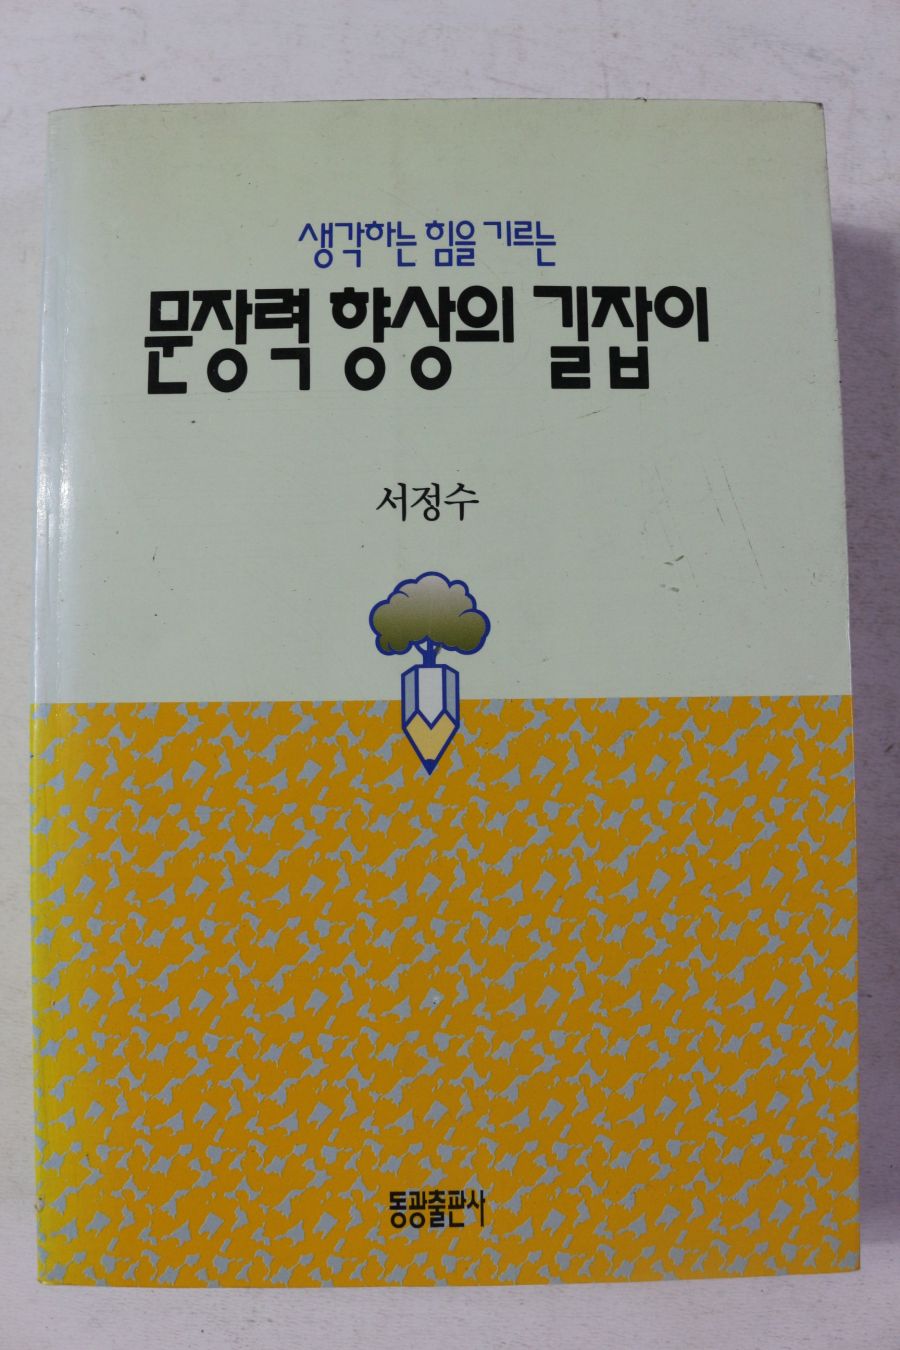 생각하는 힘을 기르는
문장력 향상의 길잡이
서정수
동광출판사